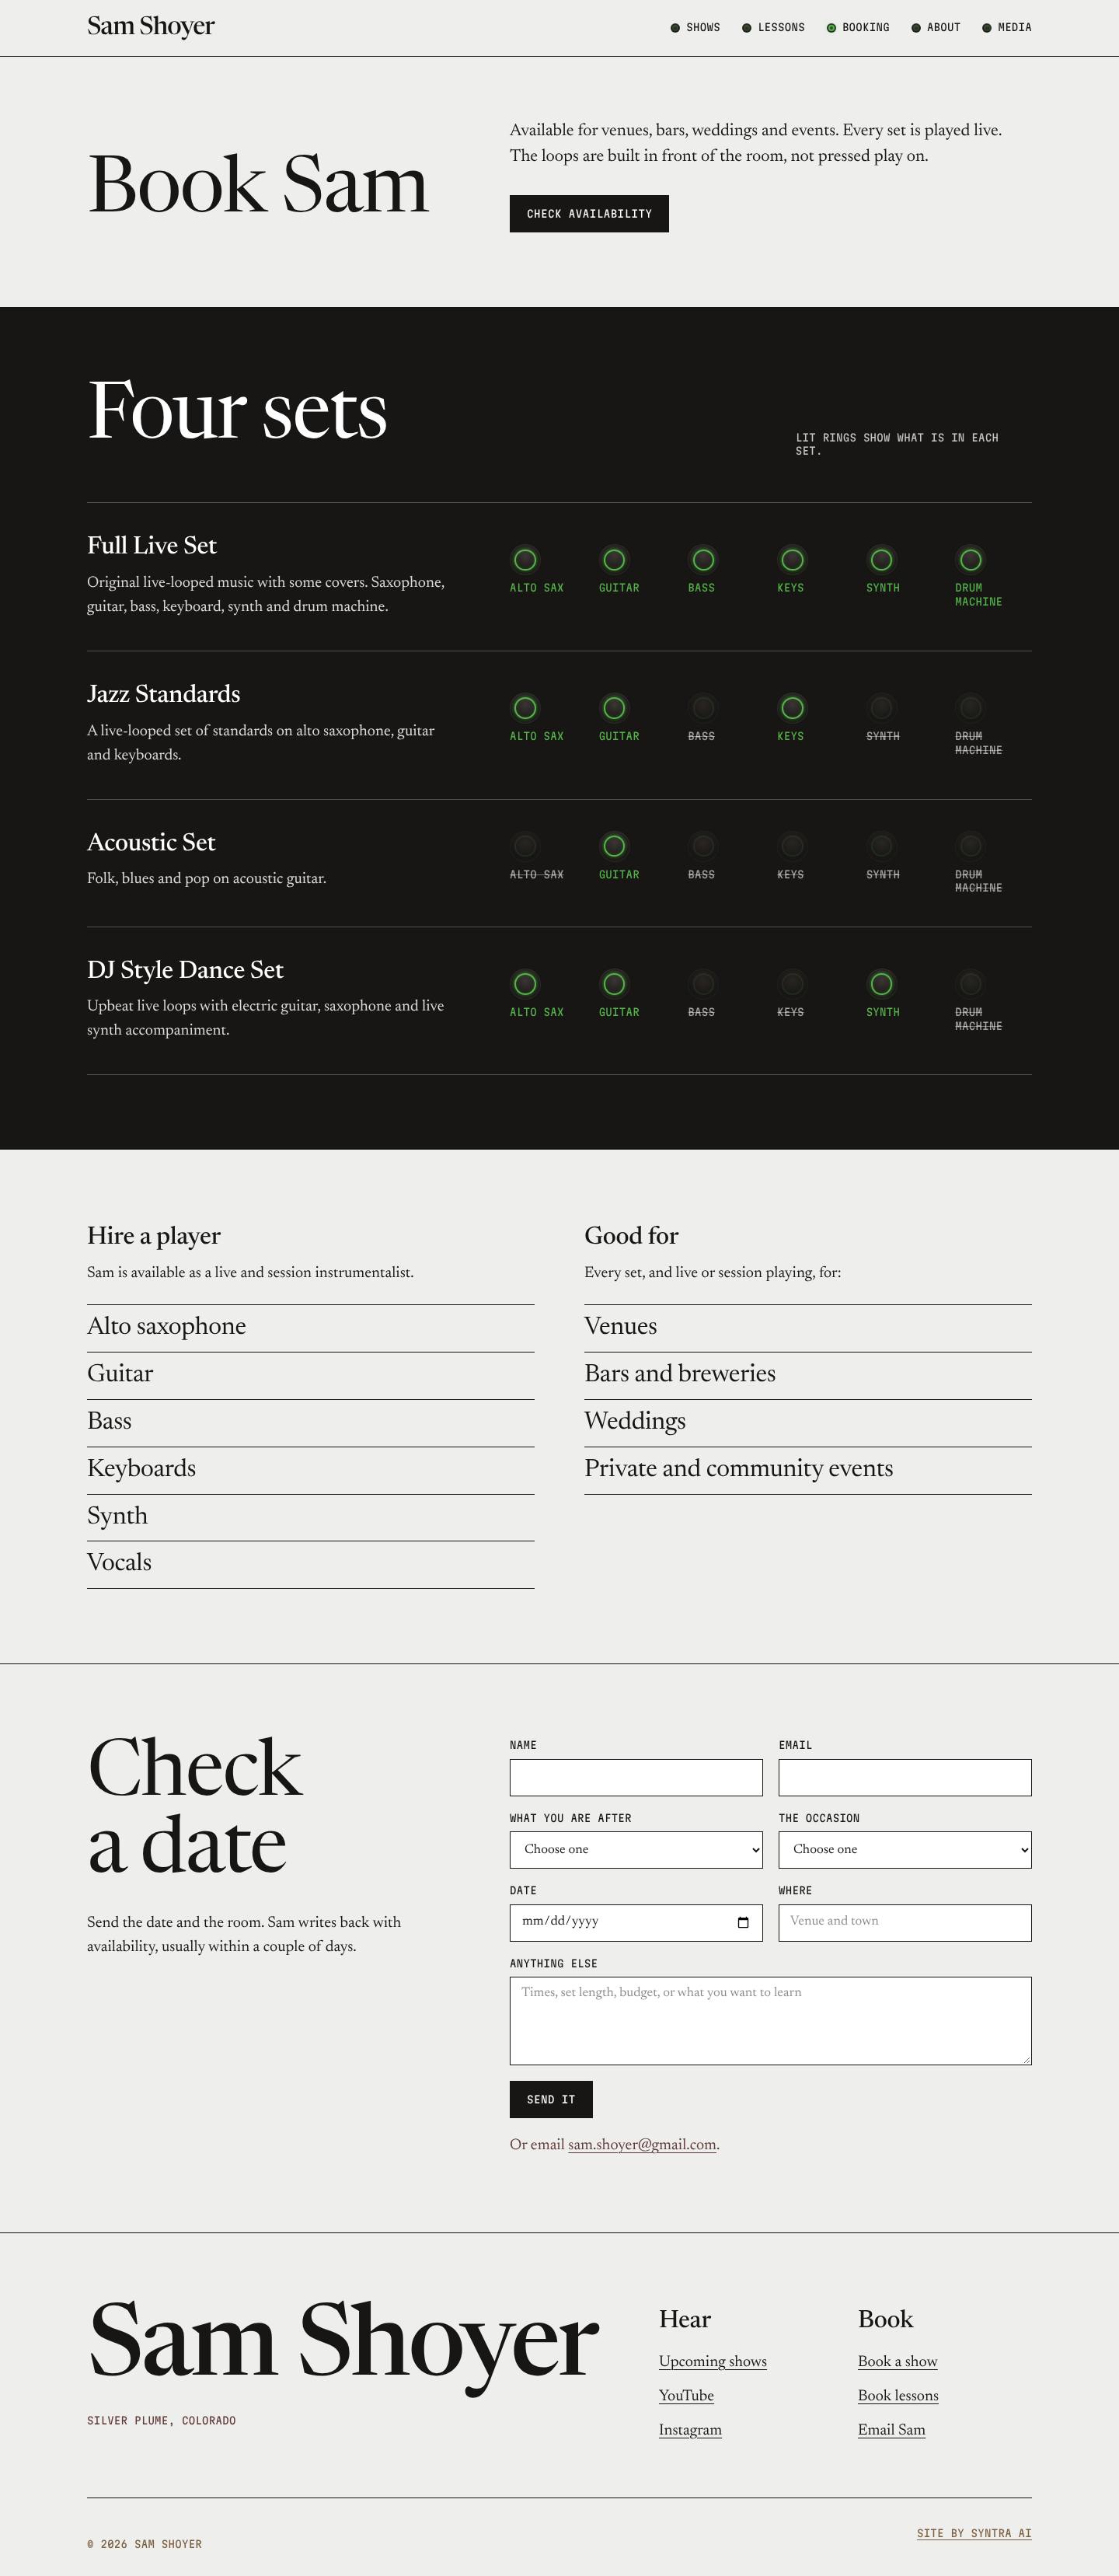 Sam Shoyer
SHOWS
LESSONS
BOOKING
ABOUT
MEDIA
Book Sam
Available for venues, bars, weddings and events. Every set is played live.
The loops are built in front of the room, not pressed play on.
CHECK AVAILABILITY
Four sets
LIT RINGS SHOW WHAT IS IN EACH
SET.
Full Live Set
Original live-looped music with some covers. Saxophone,
guitar, bass, keyboard, synth and drum machine.
ALTO SAX
GUITAR
BASS
KEYS
SYNTH
DRUM
MACHINE
Jazz Standards
A live-looped set of standards on alto saxophone, guitar
and keyboards.
ALTO SAX
GUITAR
BASS
KEYS
SYNTH
DRUM
MACHINE
Acoustic Set
Folk, blues and pop on acoustic guitar.
ALTO SAX
GUITAR
BASS
KEYS
SYNTH
DRUM
MACHINE
DJ Style Dance Set
Upbeat live loops with electric guitar, saxophone and live
synth accompaniment.
ALTO SAX
GUITAR
BASS
KEYS
SYNTH
DRUM
MACHINE
Hire a player
Sam is available as a live and session instrumentalist.
Alto saxophone
Guitar
Bass
Keyboards
Synth
Vocals
Good for
Every set, and live or session playing, for:
Venues
Bars and breweries
Weddings
Private and community events
Check
a date
Send the date and the room. Sam writes back with
availability, usually within a couple of days.
NAME
EMAIL
WHAT YOU ARE AFTER
Choose one
THE OCCASION
Choose one
DATE
mm/dd/yyyy
WHERE
Venue and town
ANYTHING ELSE
Times, set length, budget, or what you want to learn
SEND IT
Or email sam.shoyer@gmail.com.
Sam Shoyer
SILVER PLUME, COLORADO
Hear
Upcoming shows
YouTube
Instagram
Book
Book a show
Book lessons
Email Sam
© 2026 SAM SHOYER
SITE BY SYNTRA AI